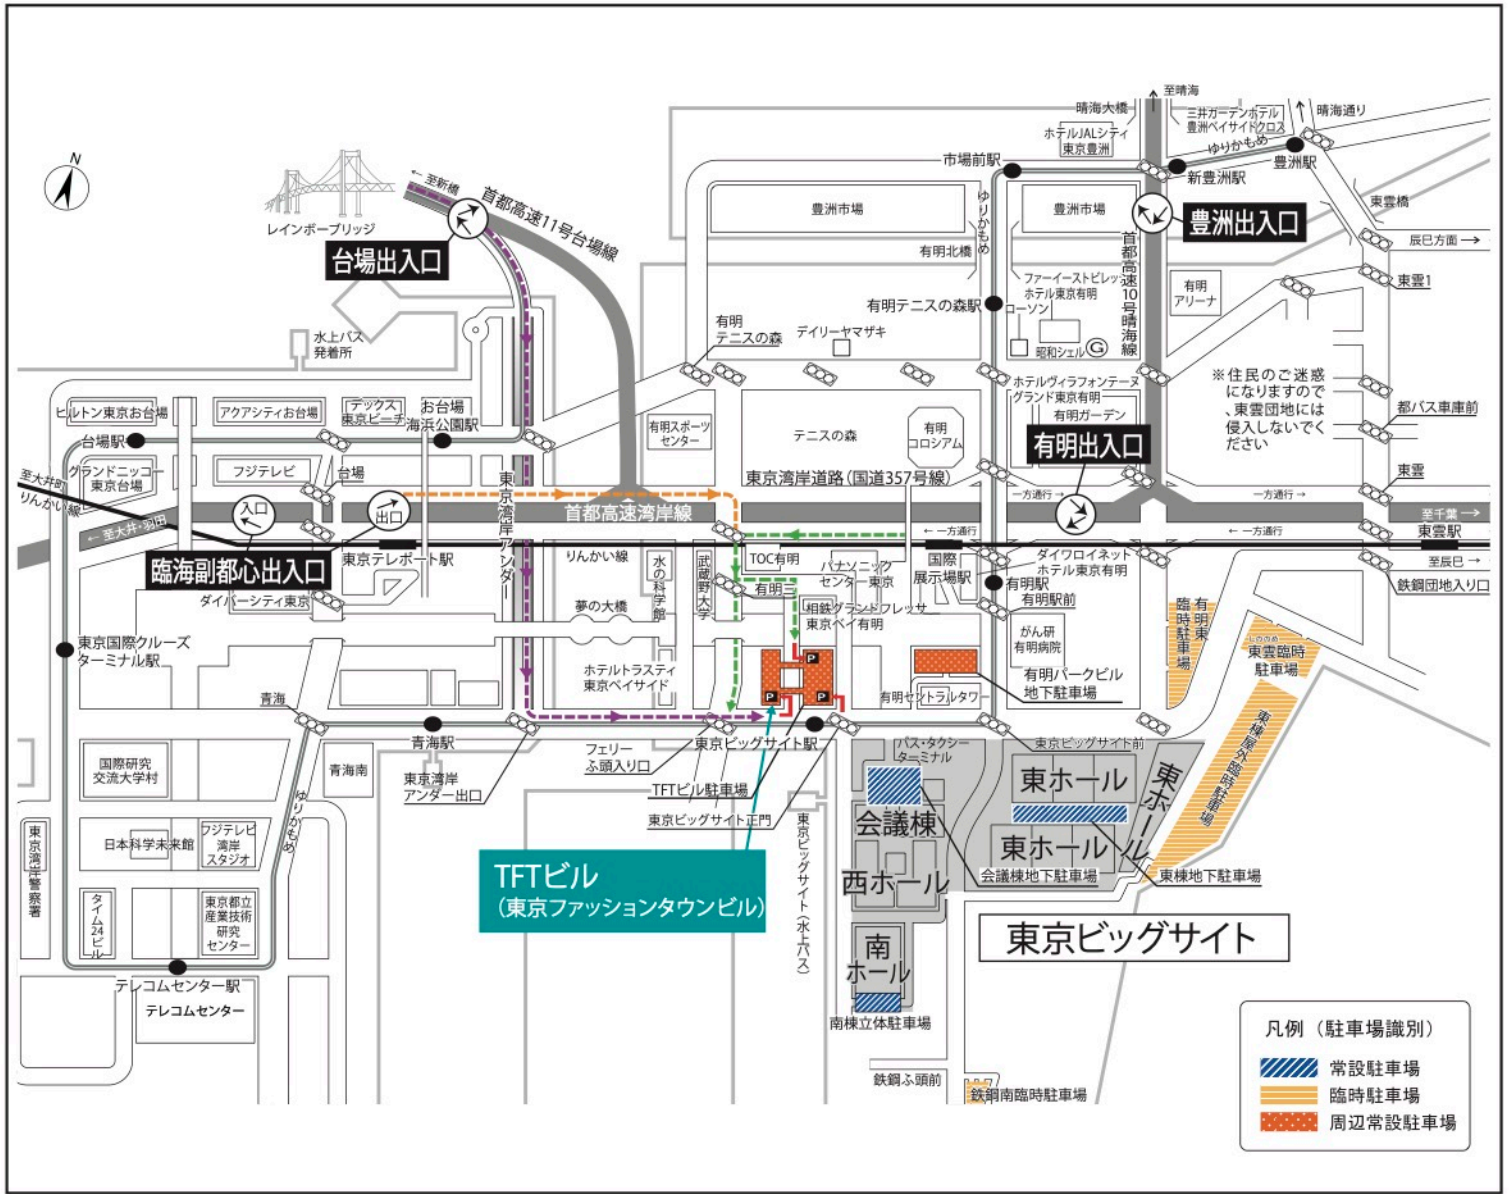 N
レインボーブリッジ
← 至新橋
首都高速11号台場線
台場出入口
水上バス
発着所
至晴海
晴海大橋
ホテルJALシティ
東京豊洲
三井ガーデンホテル
豊洲ベイサイドクロス
晴海通り
ゆりかもめ
豊洲駅
新豊洲駅
市場前駅
東雲橋
豊洲市場
豊洲市場
ゆりかもめ
豊洲出入口
辰巳方面 →
有明北橋
首都高速10号晴海線
ファーイーストビレッジ
ホテル東京有明
ローソン
有明
アリーナ
東雲1
有明テニスの森駅
有明
テニスの森
デイリーヤマザキ
昭和シェル
G
ホテルヴィラフォンテーヌ
グランド東京有明
有明ガーデン
※住民のご迷惑
になりますので
、東雲団地には
侵入しないでく
ださい
都バス車庫前
ヒルトン東京お台場
アクアシティお台場
デックス
東京ビーチ
お台場
海浜公園駅
台場駅
有明スポーツ
センター
テニスの森
有明
コロシアム
有明出入口
グランドニッコー
東京台場
フジテレビ
台場
至大井町
りんかい線
東京湾岸道路(国道357号線)
東雲
一方通行 →
一方通行 →
入口
出口
東京湾岸アンダー
首都高速湾岸線
← 至大井・羽田
至千葉 →
← 一方通行
← 一方通行
東雲駅
臨海副都心出入口
東京テレポート駅
りんかい線
水の科学館
武蔵野大学
TOC有明
パナソニック
センター東京
国際
展示場駅
ダイワロイネット
ホテル東京有明
至辰巳 →
有明駅
有明駅前
鉄鋼団地入り口
ダイバーシティ東京
有明三
夢の大橋
相鉄グランドフレッサ
東京ベイ有明
がん研
有明病院
有明東
臨時駐車場
東京国際クルーズ
ターミナル駅
ホテルトラスティ
東京ベイサイド
P
P
P
有明パークビル
地下駐車場
しののめ
東雲臨時
駐車場
有明セントラルタワー
青海
青海駅
フェリー
ふ頭入り口
東京ビッグサイト駅
バス・タクシー
ターミナル
東京ビッグサイト前
東棟屋外臨時駐車場
国際研究
交流大学村
青海南
東京湾岸
アンダー出口
TFTビル駐車場
東京ビッグサイト正門
東ホール
東ホール
会議棟
東ホール
ゆりかもめ
東京湾岸警察署
日本科学未来館
フジテレビ
湾岸
スタジオ
東京ビッグサイト(水上バス)
TFTビル
(東京ファッションタウンビル)
西ホール
会議棟地下駐車場
東棟地下駐車場
タイム24ビル
東京都立
産業技術
研究
センター
南
ホール
東京ビッグサイト
テレコムセンター駅
テレコムセンター
南棟立体駐車場
鉄鋼ふ頭前
鉄鋼南臨時駐車場
凡例(駐車場識別)
常設駐車場
臨時駐車場
周辺常設駐車場